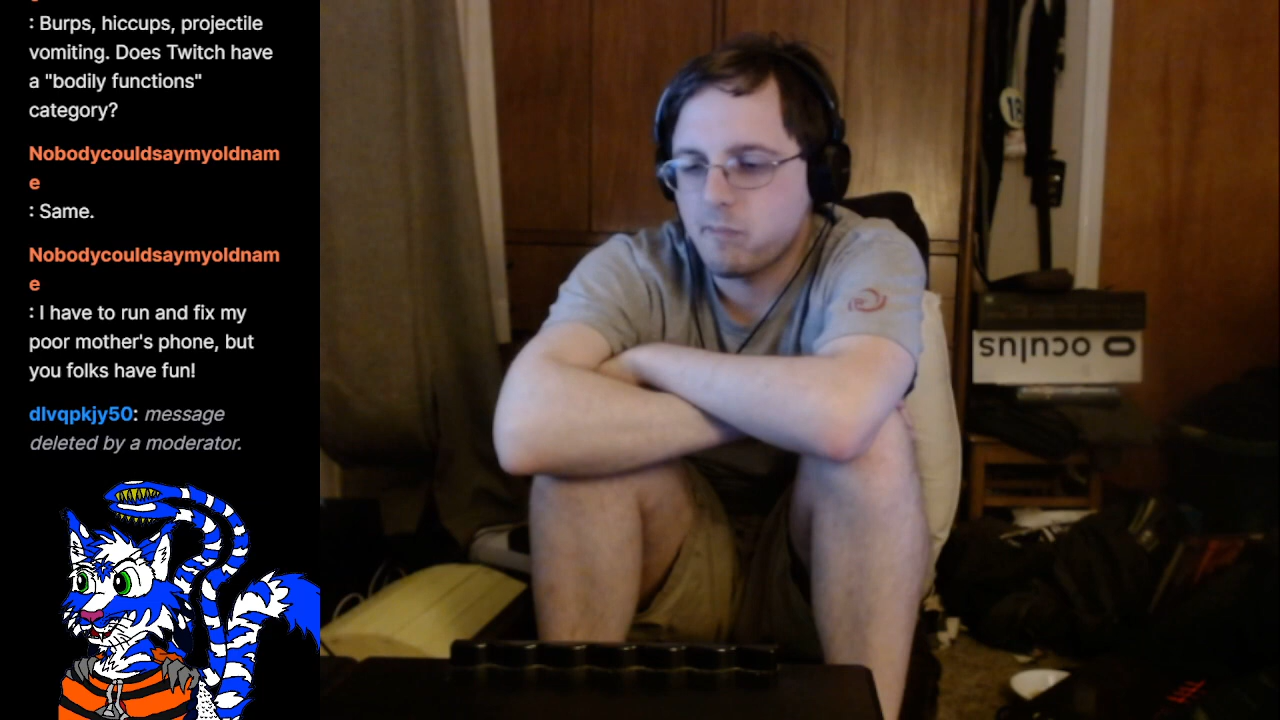 : Burps, hiccups, projectile
vomiting. Does Twitch have
a "bodily functions"
category?
Nobodycouldsaymyoldnam
e
: Same.
Nobodycouldsaymyoldnam
e
: I have to run and fix my
poor mother's phone, but
you folks have fun!
dlvqpkjy50: message
deleted by a moderator.
18
oculus